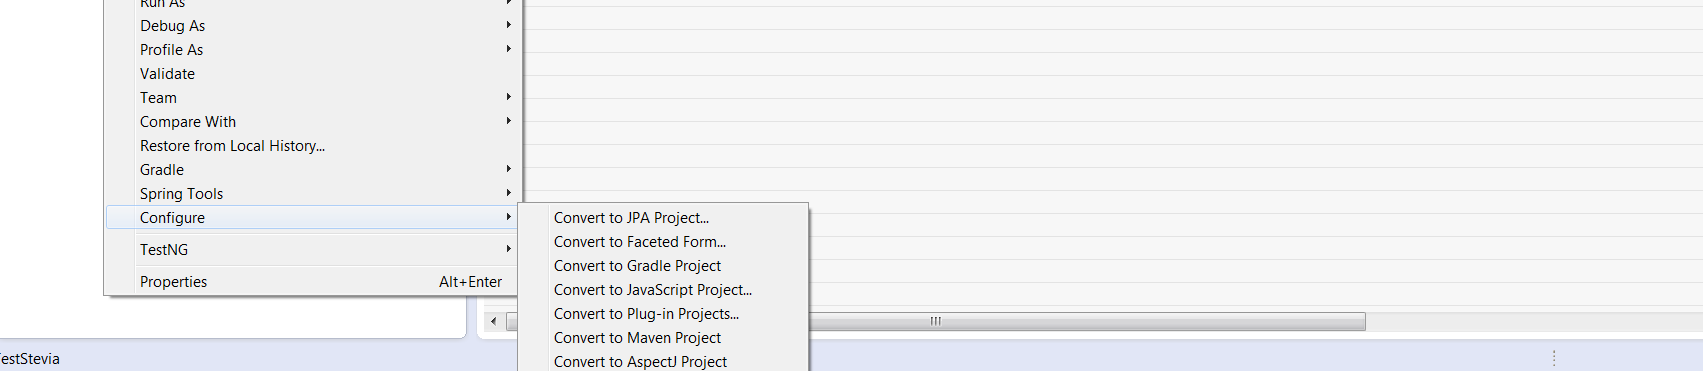 Run As
Debug As
Profile As
Validate
Team
Compare With
Restore from Local History...
Gradle
Spring Tools
Configure
TestNG
Properties Alt+Enter
Convert to JPA Project...
Convert to Faceted Form...
Convert to Gradle Project
Convert to JavaScript Project...
Convert to Plug-in Projects...
Convert to Maven Project
Convert to AspectJ Project
estStevia